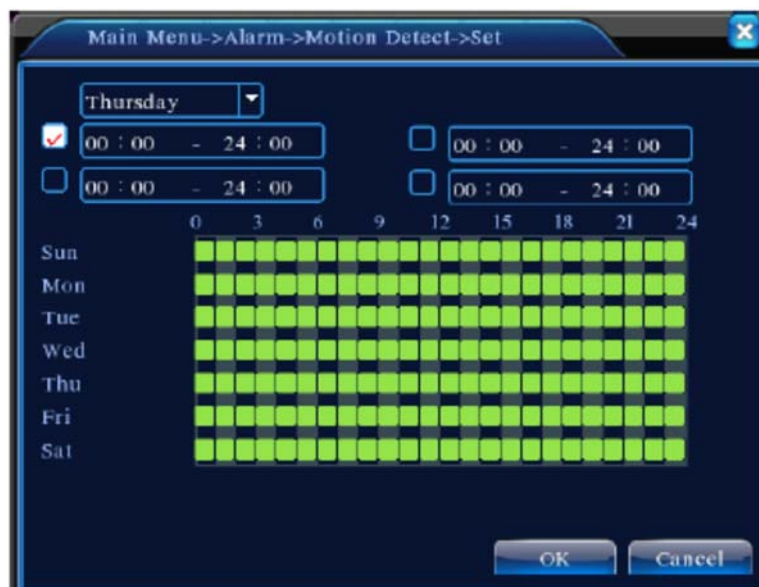 Main Menu->Alarm->Motion Detect->Set
Thursday
00 : 00 - 24 : 00 00 : 00 - 24 : 00
00 : 00 - 24 : 00 00 : 00 - 24 : 00
0 3 6 9 12 15 18 21 24
Sun
Mon
Tue
Wed
Thu
Fri
Sat
OK Cancel